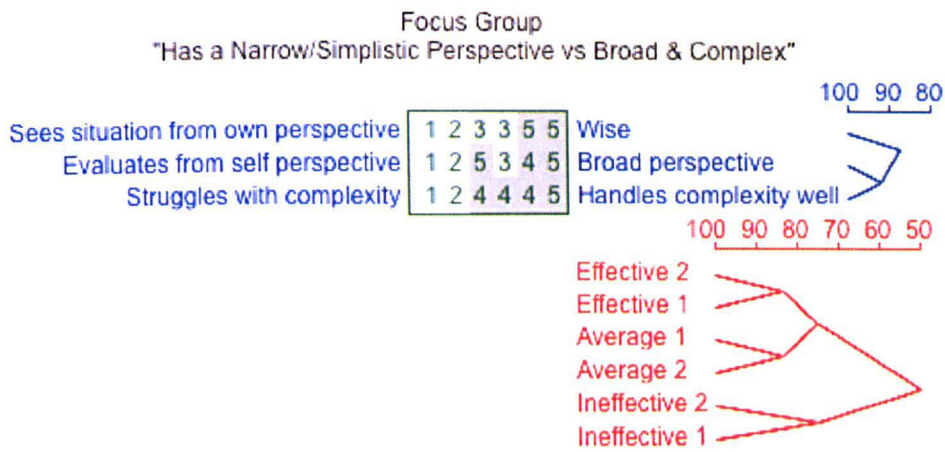 Focus Group
"Has a Narrow/Simplistic Perspective vs Broad & Complex"
100 90 80
Sees situation from own perspective 1 2 3 3 5 5 Wise
Evaluates from self perspective 1 2 5 3 4 5 Broad perspective
Struggles with complexity 1 2 4 4 4 5 Handles complexity well
100 90 80 70 60 50
Effective 2
Effective 1
Average 1
Average 2
Ineffective 2
Ineffective 1